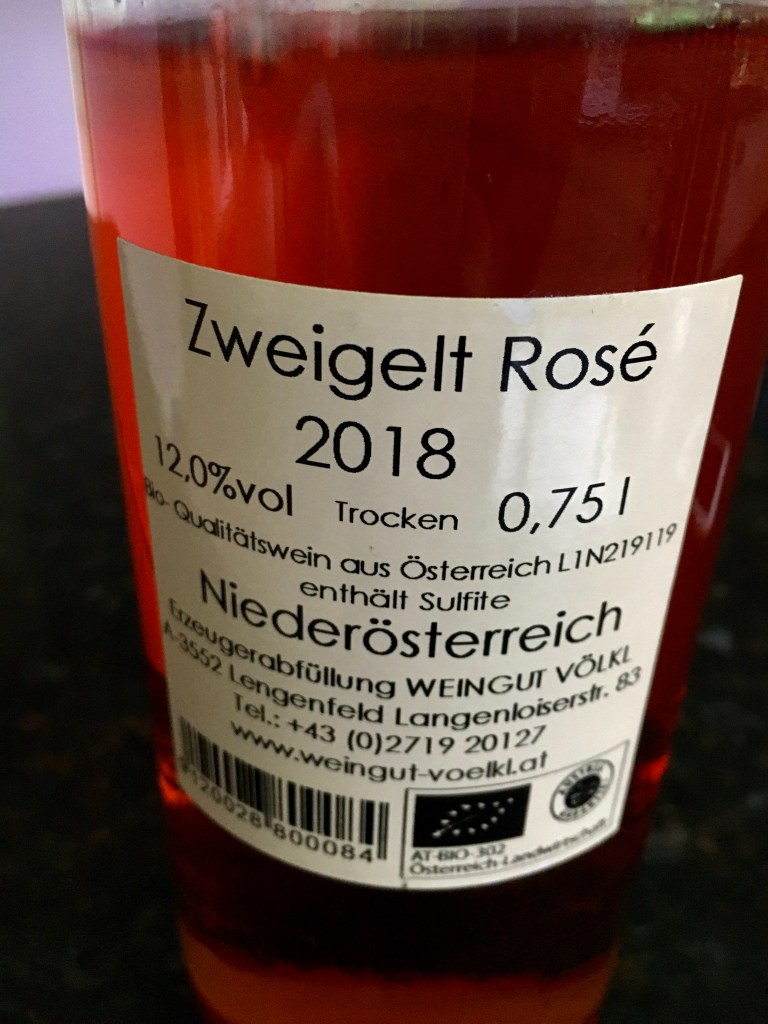 Zweigelt Rosé
2018
12,0%vol Trocken 0,75 l
Bio- Qualitätswein aus Österreich L1N219119
enthält Sulfite
Niederösterreich
Erzeugerabfüllung WEINGUT VÖLKL
A-3552 Lengenfeld Langenloiserstr. 83
Tel.: +43 (0)2719 20127
www.weingut-voelkl.at
9120028 800084
AT-BIO-302
Österreich-Landwirtschaft